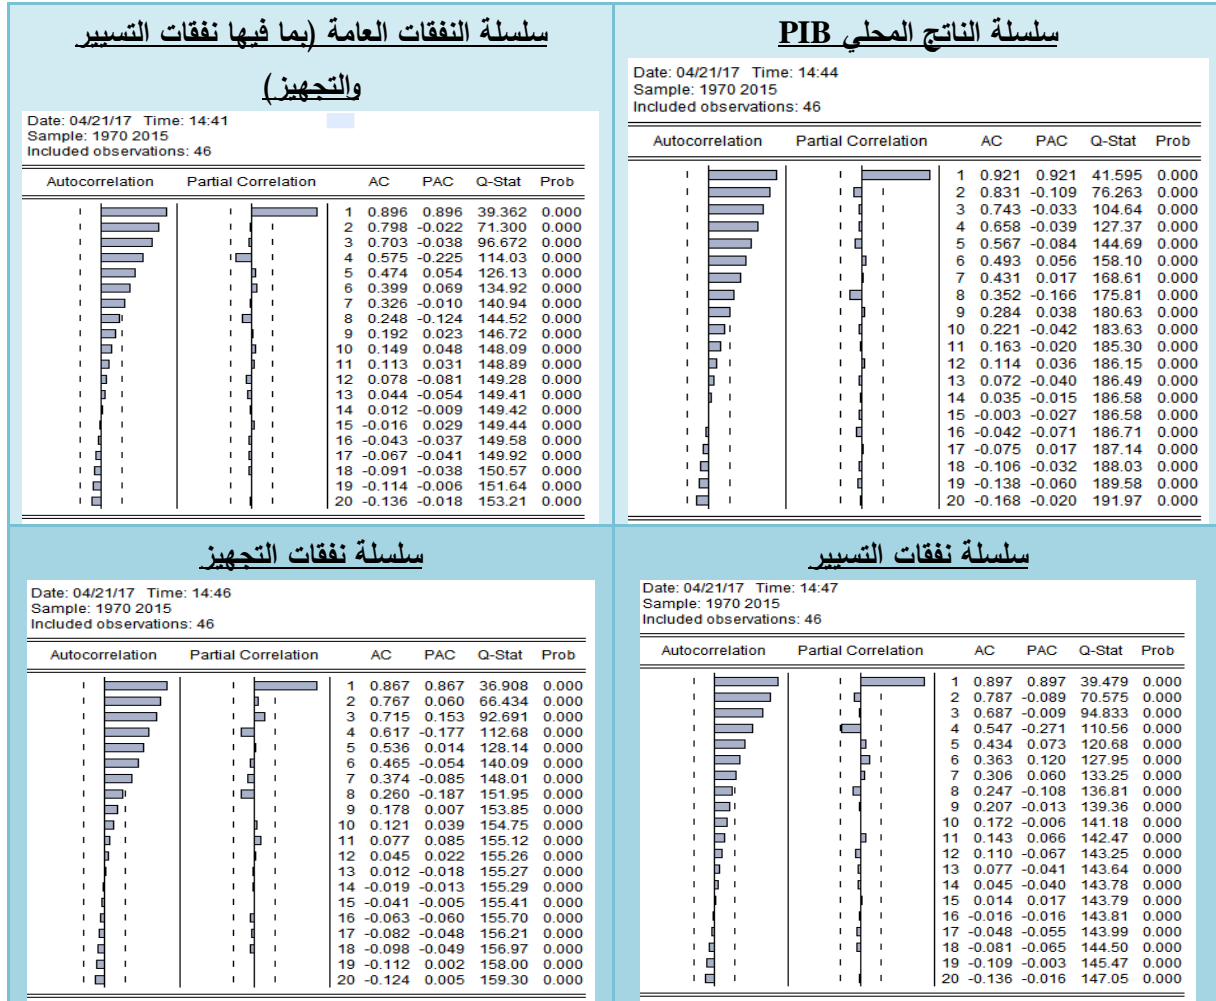 سلسلة الناتج المحلي PIB
Date: 04/21/17 Time: 14:44
Sample: 1970 2015
Included observations: 46
Autocorrelation Partial Correlation AC PAC Q-Stat Prob
1 0.921 0.921 41.595 0.000
2 0.831 -0.109 76.263 0.000
3 0.743 -0.033 104.64 0.000
4 0.658 -0.039 127.37 0.000
5 0.567 -0.084 144.69 0.000
6 0.493 0.056 158.10 0.000
7 0.431 0.017 168.61 0.000
8 0.352 -0.166 175.81 0.000
9 0.284 0.038 180.63 0.000
10 0.221 -0.042 183.63 0.000
11 0.163 -0.020 185.30 0.000
12 0.114 0.036 186.15 0.000
13 0.072 -0.040 186.49 0.000
14 0.035 -0.015 186.58 0.000
15 -0.003 -0.027 186.58 0.000
16 -0.042 -0.071 186.71 0.000
17 -0.075 0.017 187.14 0.000
18 -0.106 -0.032 188.03 0.000
19 -0.138 -0.060 189.58 0.000
20 -0.168 -0.020 191.97 0.000
سلسلة النفقات العامة (بما فيها نفقات التسيير
والتجهيز)
Date: 04/21/17 Time: 14:41
Sample: 1970 2015
Included observations: 46
Autocorrelation Partial Correlation AC PAC Q-Stat Prob
1 0.896 0.896 39.362 0.000
2 0.798 -0.022 71.300 0.000
3 0.703 -0.038 96.672 0.000
4 0.575 -0.225 114.03 0.000
5 0.474 0.054 126.13 0.000
6 0.399 0.069 134.92 0.000
7 0.326 -0.010 140.94 0.000
8 0.248 -0.124 144.52 0.000
9 0.192 0.023 146.72 0.000
10 0.149 0.048 148.09 0.000
11 0.113 0.031 148.89 0.000
12 0.078 -0.081 149.28 0.000
13 0.044 -0.054 149.41 0.000
14 0.012 -0.009 149.42 0.000
15 -0.016 0.029 149.44 0.000
16 -0.043 -0.037 149.58 0.000
17 -0.067 -0.041 149.92 0.000
18 -0.091 -0.038 150.57 0.000
19 -0.114 -0.006 151.64 0.000
20 -0.136 -0.018 153.21 0.000
سلسلة نفقات التسيير
Date: 04/21/17 Time: 14:47
Sample: 1970 2015
Included observations: 46
Autocorrelation Partial Correlation AC PAC Q-Stat Prob
1 0.897 0.897 39.479 0.000
2 0.787 -0.089 70.575 0.000
3 0.687 -0.009 94.833 0.000
4 0.547 -0.271 110.56 0.000
5 0.434 0.073 120.68 0.000
6 0.363 0.120 127.95 0.000
7 0.306 0.060 133.25 0.000
8 0.247 -0.108 136.81 0.000
9 0.207 -0.013 139.36 0.000
10 0.172 -0.006 141.18 0.000
11 0.143 0.066 142.47 0.000
12 0.110 -0.067 143.25 0.000
13 0.077 -0.041 143.64 0.000
14 0.045 -0.040 143.78 0.000
15 0.014 0.017 143.79 0.000
16 -0.016 -0.016 143.81 0.000
17 -0.048 -0.055 143.99 0.000
18 -0.081 -0.065 144.50 0.000
19 -0.109 -0.003 145.47 0.000
20 -0.136 -0.016 147.05 0.000
سلسلة نفقات التجهيز
Date: 04/21/17 Time: 14:46
Sample: 1970 2015
Included observations: 46
Autocorrelation Partial Correlation AC PAC Q-Stat Prob
1 0.867 0.867 36.908 0.000
2 0.767 0.060 66.434 0.000
3 0.715 0.153 92.691 0.000
4 0.617 -0.177 112.68 0.000
5 0.536 0.014 128.14 0.000
6 0.465 -0.054 140.09 0.000
7 0.374 -0.085 148.01 0.000
8 0.260 -0.187 151.95 0.000
9 0.178 0.007 153.85 0.000
10 0.121 0.039 154.75 0.000
11 0.077 0.085 155.12 0.000
12 0.045 0.022 155.26 0.000
13 0.012 -0.018 155.27 0.000
14 -0.019 -0.013 155.29 0.000
15 -0.041 -0.005 155.41 0.000
16 -0.063 -0.060 155.70 0.000
17 -0.082 -0.048 156.21 0.000
18 -0.098 -0.049 156.97 0.000
19 -0.112 0.002 158.00 0.000
20 -0.124 0.005 159.30 0.000